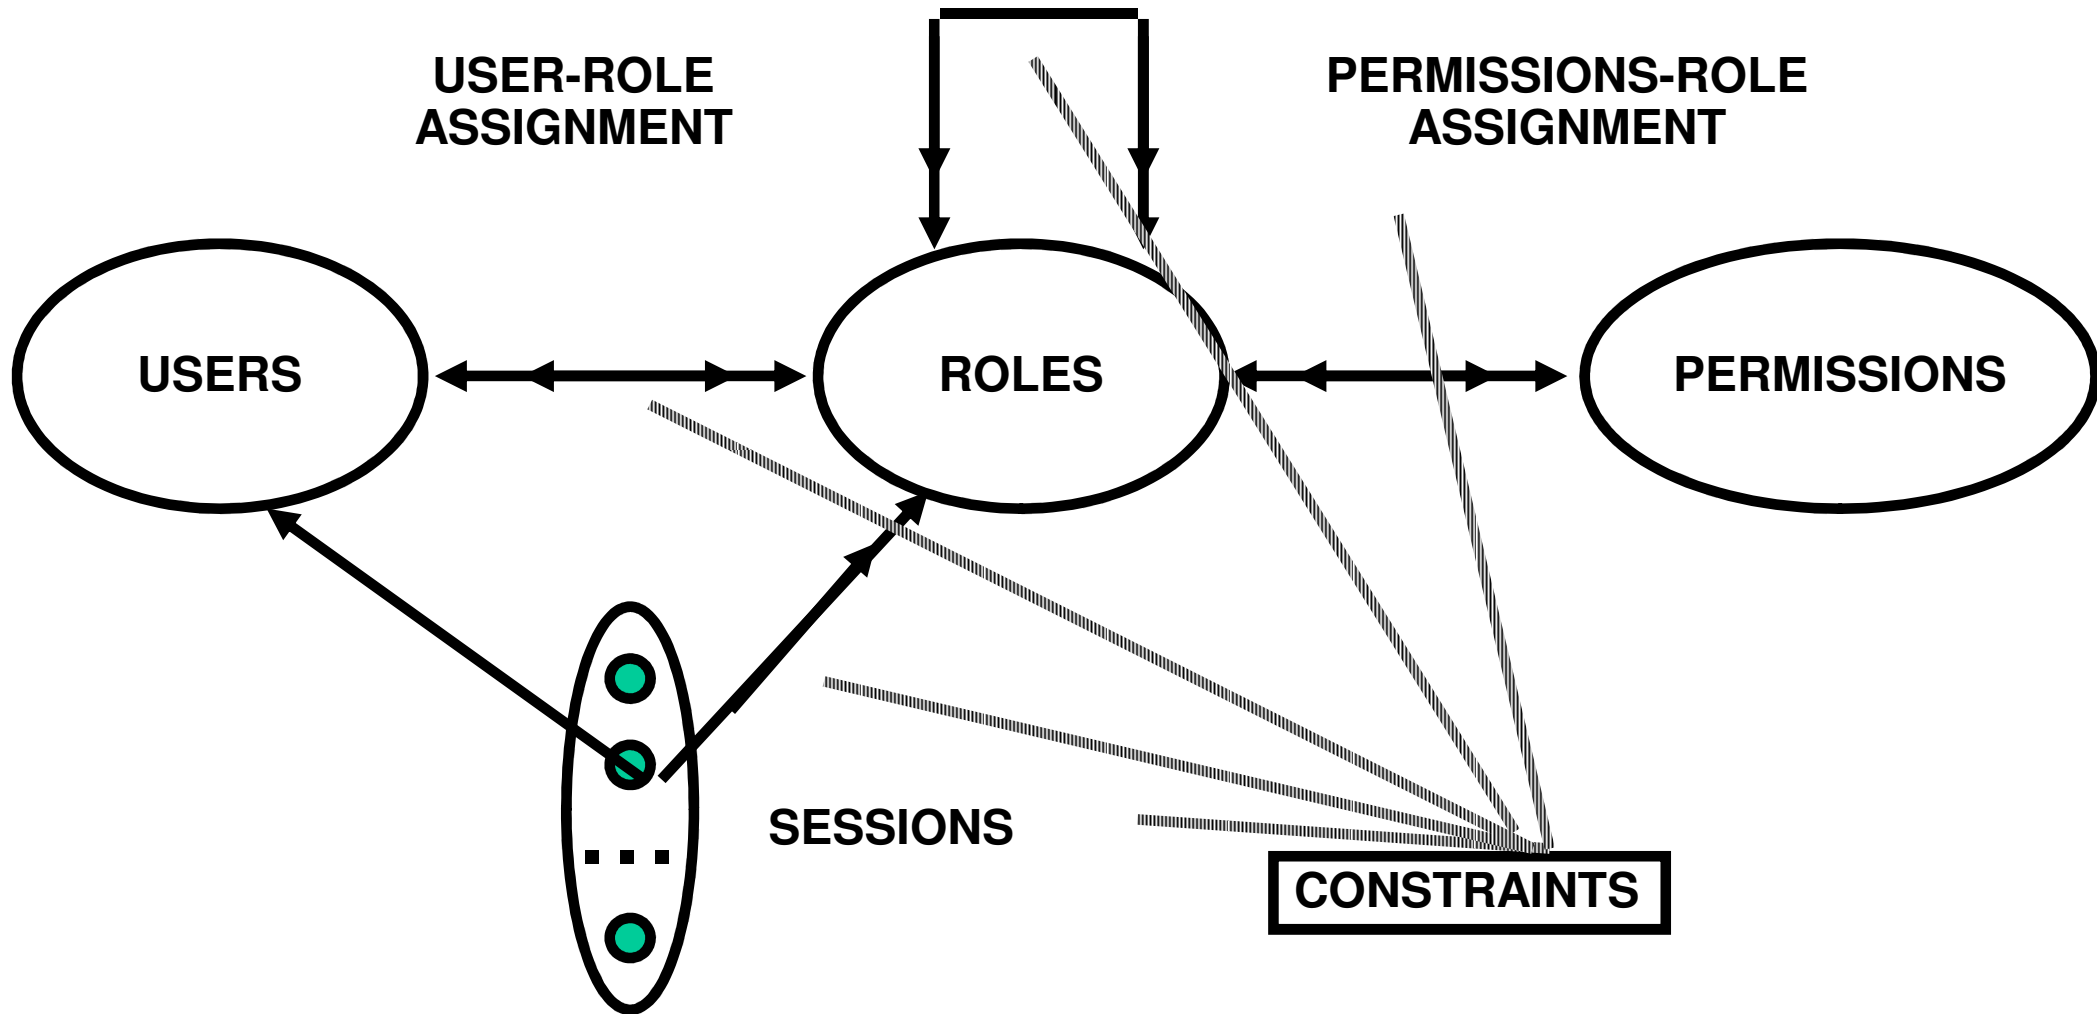 USER-ROLE
ASSIGNMENT
PERMISSIONS-ROLE
ASSIGNMENT
USERS
ROLES
PERMISSIONS
SESSIONS
CONSTRAINTS